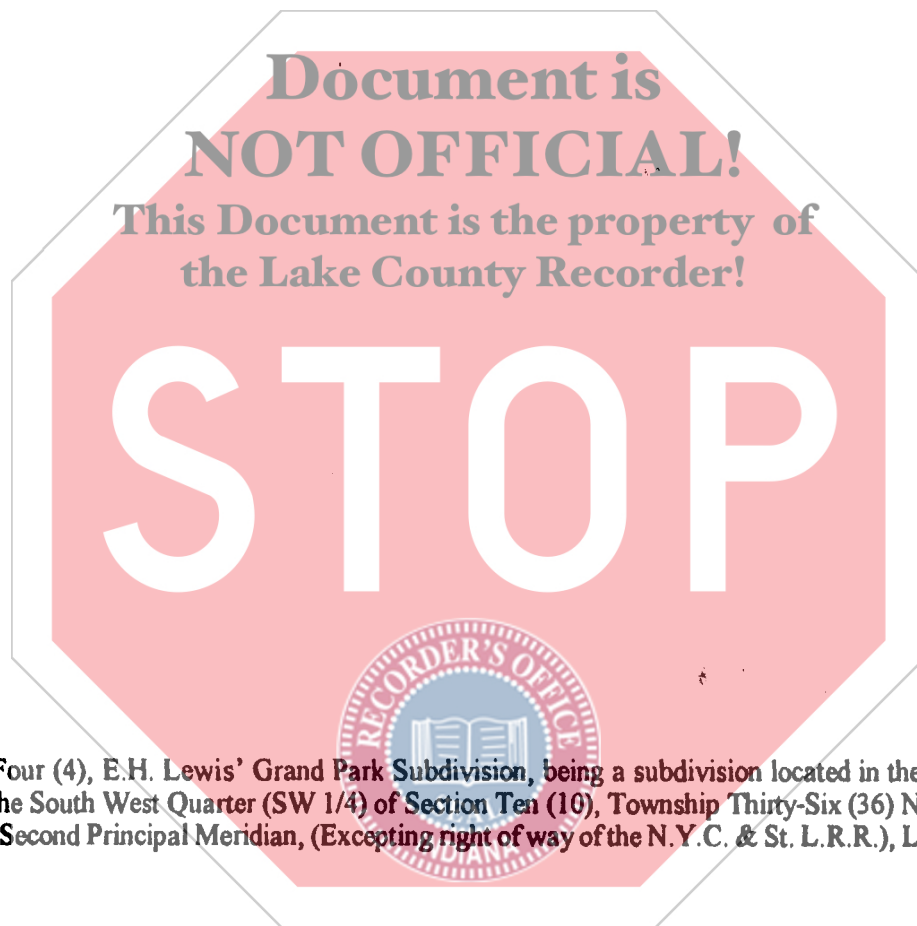 Document is
NOT OFFICIAL!
This Document is the property of
the Lake County Recorder!
STOP
RECORDER'S OFFICE
SEAL
INDIANA
Four (4), E.H. Lewis' Grand Park Subdivision, being a subdivision located in the
he South West Quarter (SW 1/4) of Section Ten (10), Township Thirty-Six (36) N
Second Principal Meridian, (Excepting right of way of the N.Y.C. & St. L.R.R.), L